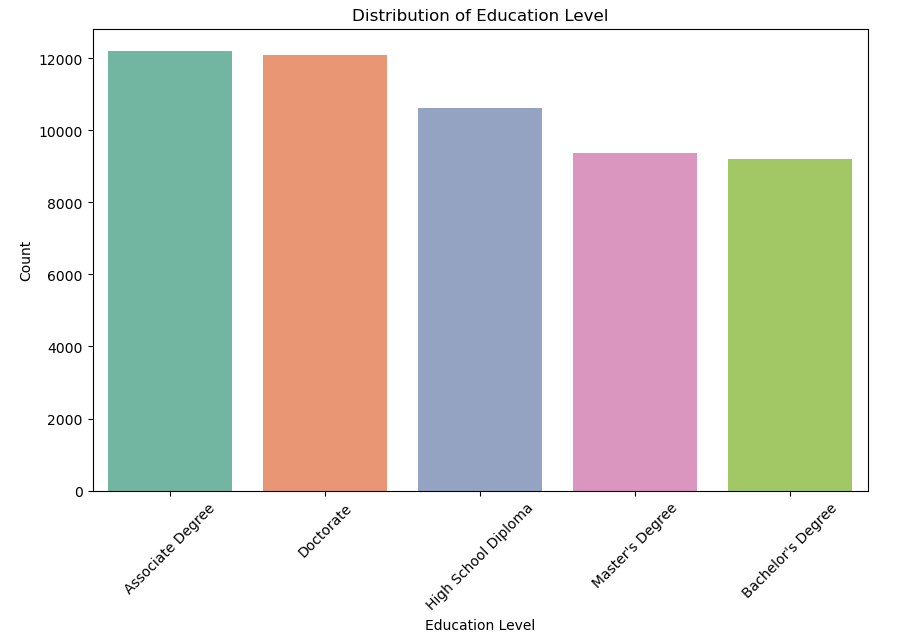 Distribution of Education Level
12000
10000
8000
6000
4000
2000
0
Count
Associate Degree
Doctorate
High School Diploma
Master's Degree
Bachelor's Degree
Education Level